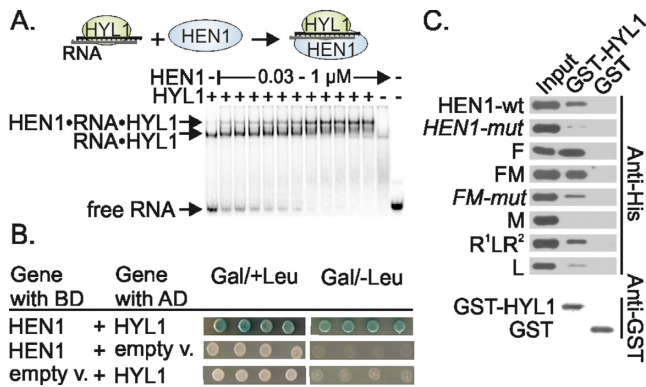 A.
HYL1 + HEN1 HYL1
RNA HEN1
HEN1 - 0.03 - 1 µM -
HYL1 + + + + + + + + + + + + - -
HEN1•RNA•HYL1
RNA•HYL1
free RNA
B.
Gene with BD Gene with AD Gal/+Leu Gal/-Leu
HEN1 + HYL1
HEN1 + empty v.
empty v. + HYL1
C.
Input GST-HYL1 GST
HEN1-wt
HEN1-mut
F
FM
FM-mut
M
R¹LR²
L
Anti-His
GST-HYL1
GST
Anti-GST